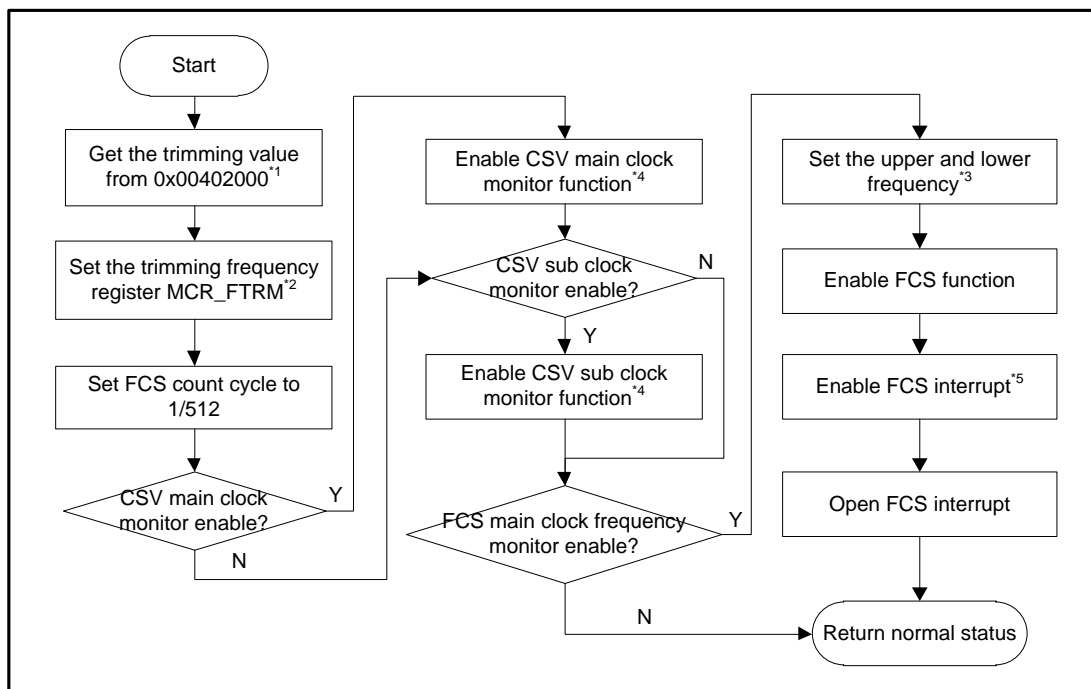 Start
Get the trimming value
from 0x00402000*1
Set the trimming frequency
register MCR_FTRM*2
Set FCS count cycle to
1/512
CSV main clock
monitor enable?
Y
N
Enable CSV main clock
monitor function*4
CSV sub clock
monitor enable?
N
Y
Enable CSV sub clock
monitor function*4
FCS main clock frequency
monitor enable?
Y
N
Set the upper and lower
frequency*3
Enable FCS function
Enable FCS interrupt*5
Open FCS interrupt
Return normal status